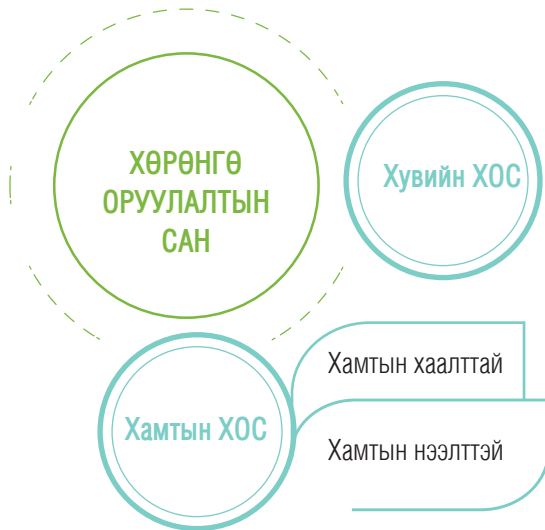 ХӨРӨНГӨ
ОРУУЛАЛТЫН
САН
Хувийн ХОС
Хамтын ХОС
Хамтын хаалттай
Хамтын нээлттэй